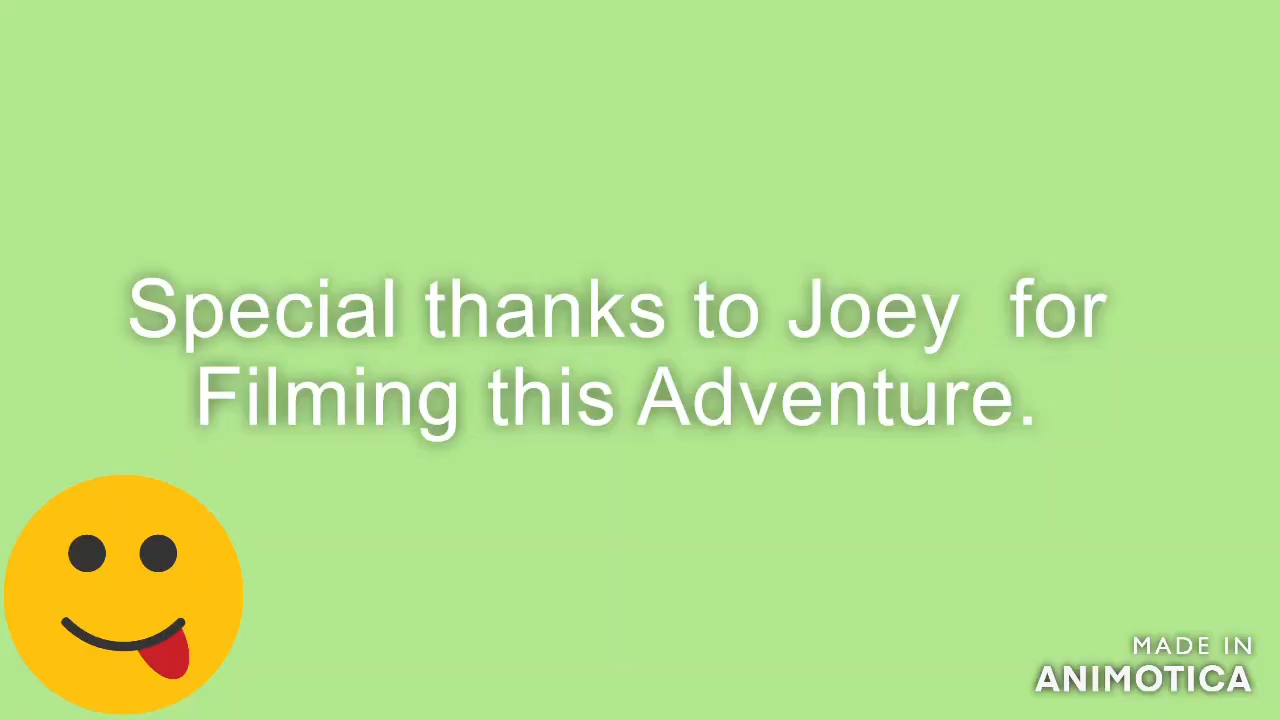 Special thanks to Joey  for
Filming this Adventure.
MADE IN
ANIMOTICA